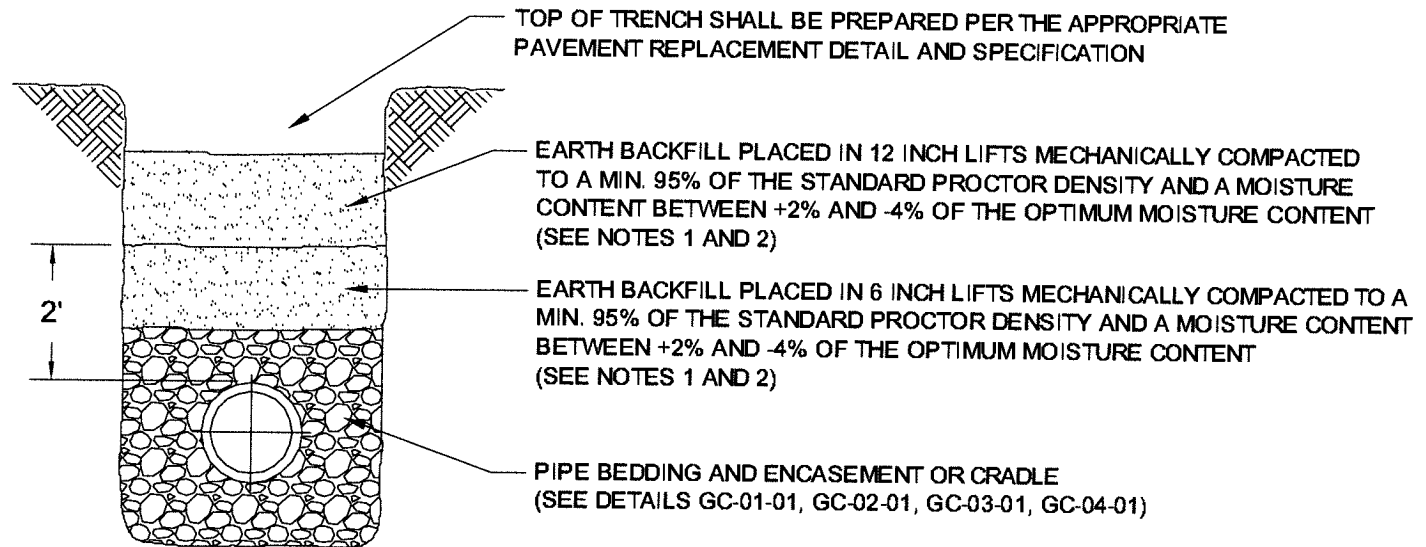 TOP OF TRENCH SHALL BE PREPARED PER THE APPROPRIATE
PAVEMENT REPLACEMENT DETAIL AND SPECIFICATION
EARTH BACKFILL PLACED IN 12 INCH LIFTS MECHANICALLY COMPACTED
TO A MIN. 95% OF THE STANDARD PROCTOR DENSITY AND A MOISTURE
CONTENT BETWEEN +2% AND -4% OF THE OPTIMUM MOISTURE CONTENT
(SEE NOTES 1 AND 2)
2'
EARTH BACKFILL PLACED IN 6 INCH LIFTS MECHANICALLY COMPACTED TO A
MIN. 95% OF THE STANDARD PROCTOR DENSITY AND A MOISTURE CONTENT
BETWEEN +2% AND -4% OF THE OPTIMUM MOISTURE CONTENT
(SEE NOTES 1 AND 2)
PIPE BEDDING AND ENCASEMENT OR CRADLE
(SEE DETAILS GC-01-01, GC-02-01, GC-03-01, GC-04-01)